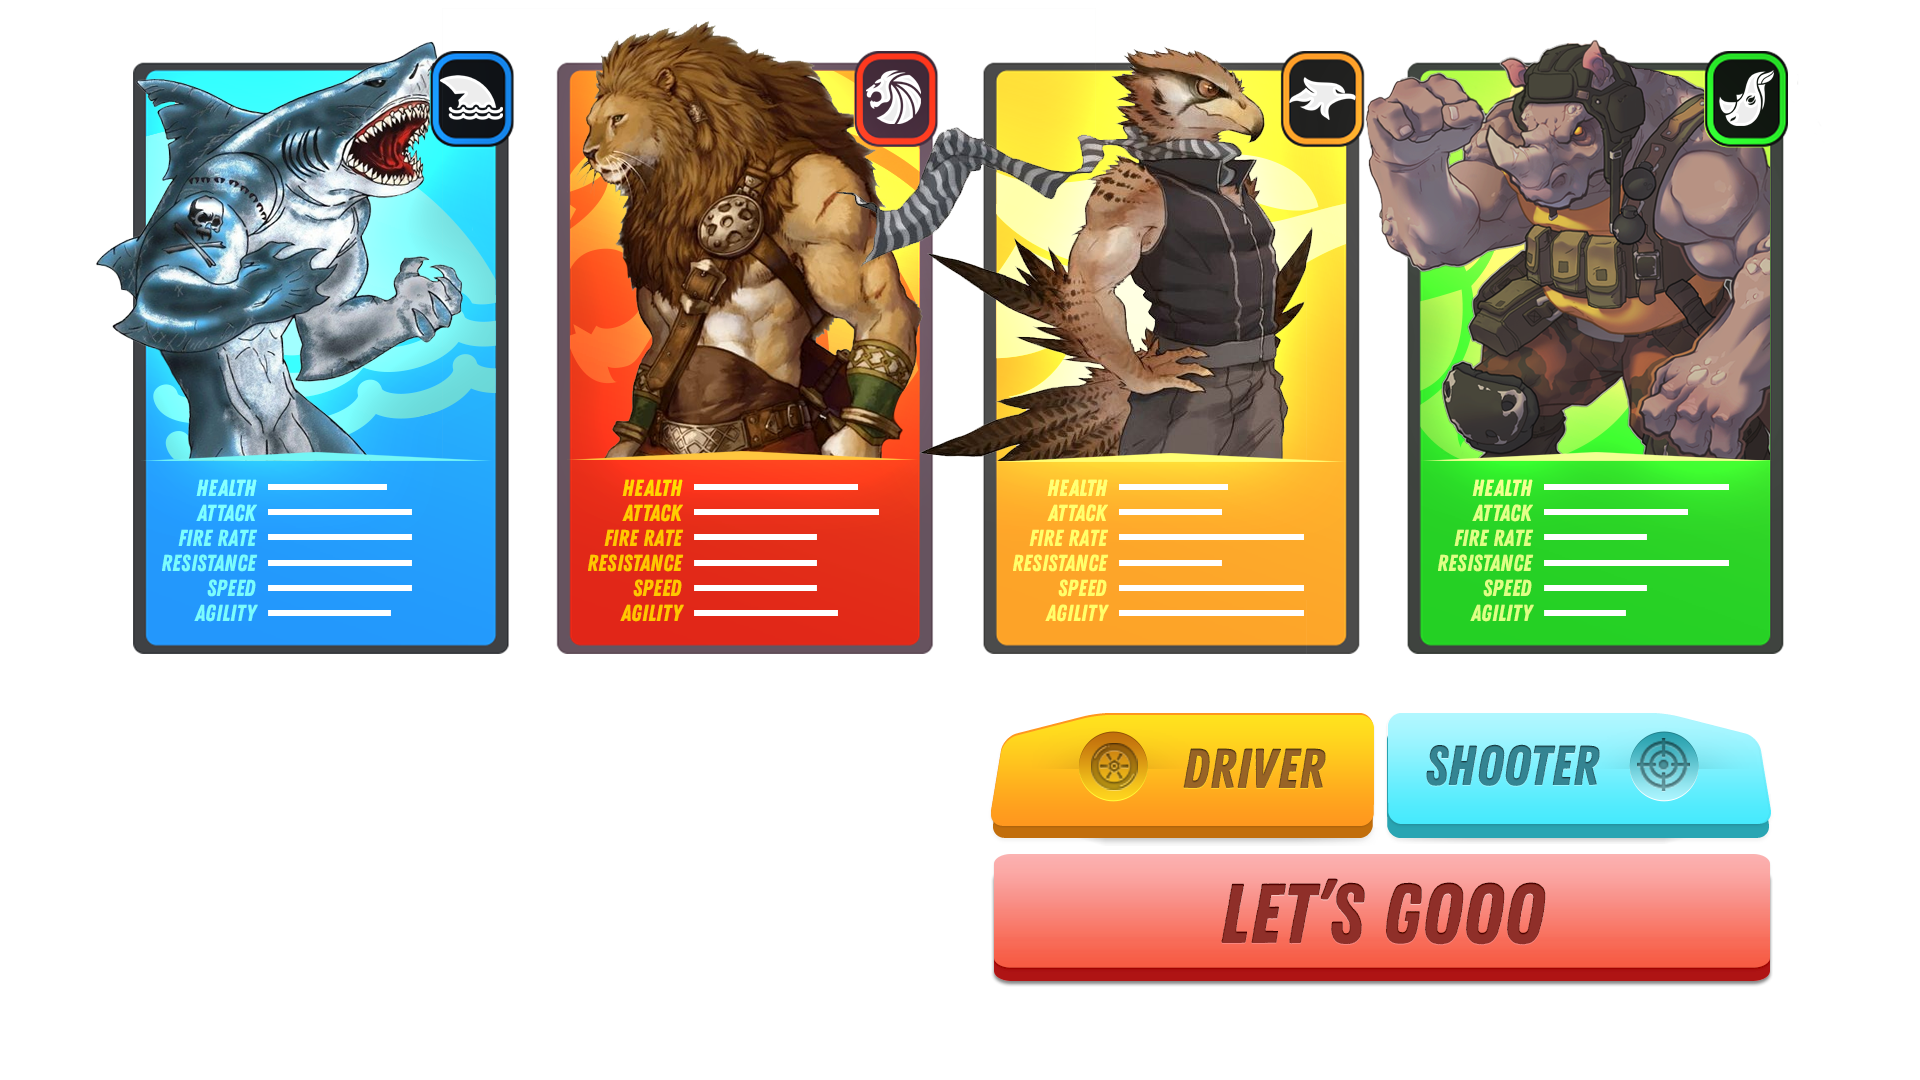 HEALTH
ATTACK
FIRE RATE
RESISTANCE
SPEED
AGILITY
HEALTH
ATTACK
FIRE RATE
RESISTANCE
SPEED
AGILITY
HEALTH
ATTACK
FIRE RATE
RESISTANCE
SPEED
AGILITY
HEALTH
ATTACK
FIRE RATE
RESISTANCE
SPEED
AGILITY
DRIVER
SHOOTER
LET'S GOOO